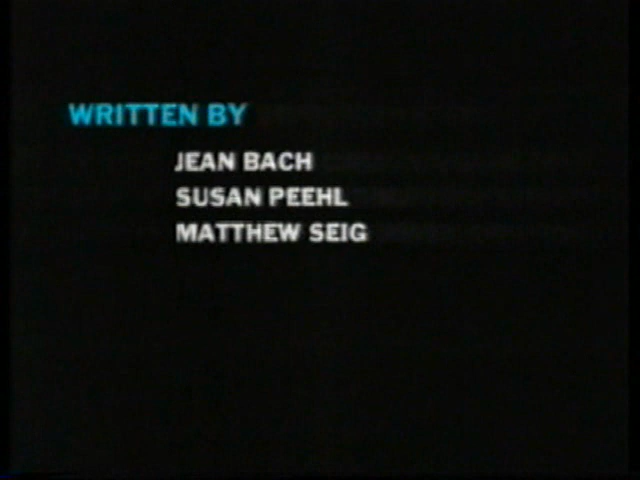 WRITTEN BY
JEAN BACH
SUSAN PEEHL
MATTHEW SEIG